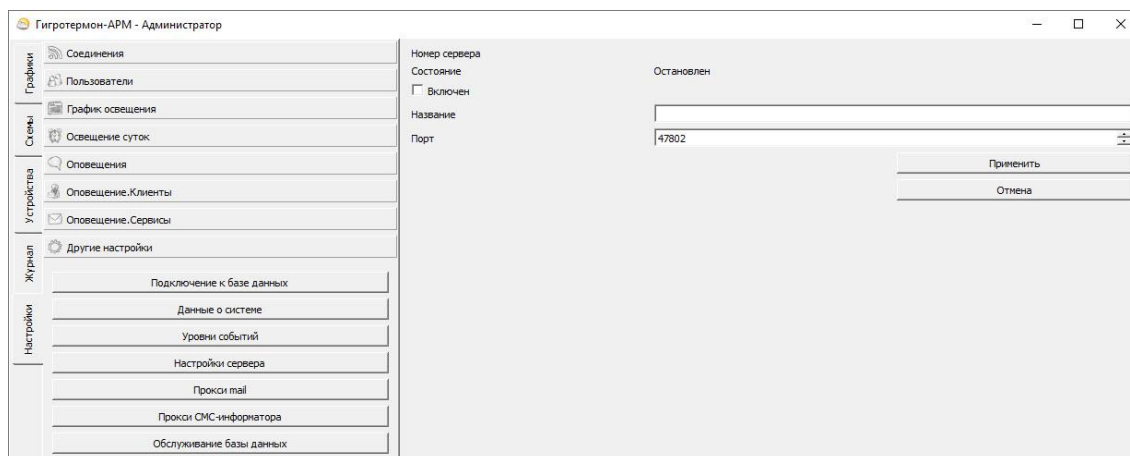 Гигротермон-АРМ - Администратор
Графики
Схемы
Устройства
Журнал
Настройки
Соединения
Пользователи
График освещения
Освещение суток
Оповещения
Оповещение.Клиенты
Оповещение.Сервисы
Другие настройки
Подключение к базе данных
Данные о системе
Уровни событий
Настройки сервера
Прокси mail
Прокси СМС-информатора
Обслуживание базы данных
Номер сервера
Состояние Остановлен
Включен
Название
Порт 47802
Применить
Отмена